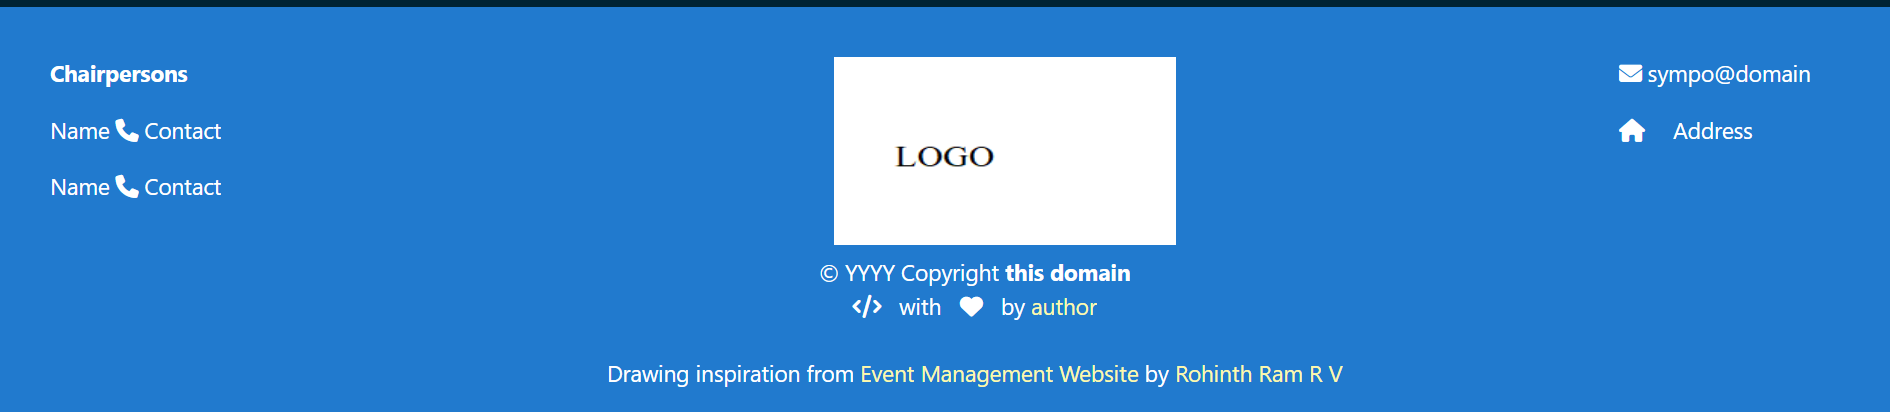 Chairpersons
Name Contact
Name Contact
LOGO
© YYYY Copyright this domain
</> with by author
Drawing inspiration from Event Management Website by Rohinth Ram R V
sympo@domain
Address